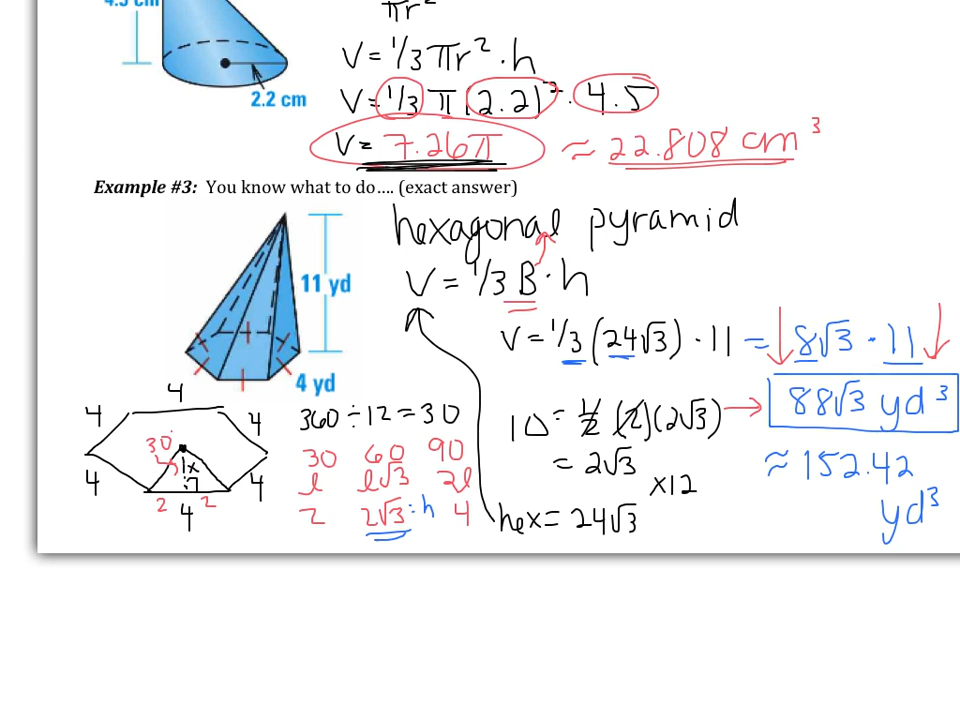 4.5 cm
πr²
V = 1/3 πr² · h
2.2 cm
V = 1/3 π (2.2)² · 4.5
V = 7.26π ≈ 22.808 cm³
Example #3: You know what to do…. (exact answer)
hexagonal pyramid
11 yd
V = 1/3 B · h
V = 1/3 (24√3) · 11 = 8√3 · 11
4 yd
88√3 yd³
≈ 152.42
yd³
4
4 4
4 4
30°
x
2 2
4
360 ÷ 12 = 30
30 60 90
l l√3 2l
2 2√3 = h 4
1△ = 1/2 (2)(2√3)
= 2√3
x12
hex = 24√3